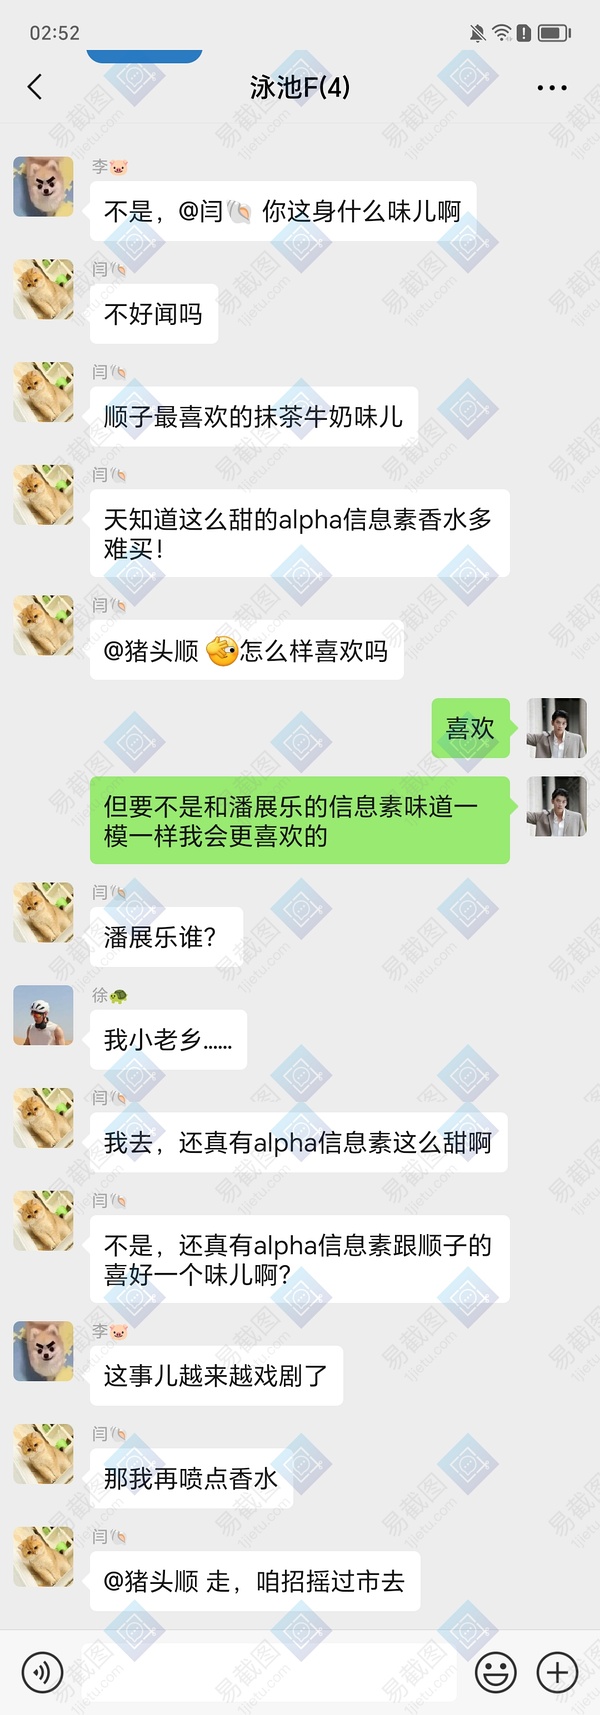 02:52
泳池F(4)
李🐷
不是，@闫🐚 你这身什么味儿啊
闫🐚
不好闻吗
闫🐚
顺子最喜欢的抹茶牛奶味儿
闫🐚
天知道这么甜的alpha信息素香水多
难买！
闫🐚
@猪头顺 🫣怎么样喜欢吗
喜欢
但要不是和潘展乐的信息素味道一
模一样我会更喜欢的
闫🐚
潘展乐谁？
徐🐢
我小老乡……
闫🐚
我去，还真有alpha信息素这么甜啊
闫🐚
不是，还真有alpha信息素跟顺子的
喜好一个味儿啊？
李🐷
这事儿越来越戏剧了
闫🐚
那我再喷点香水
闫🐚
@猪头顺 走，咱招摇过市去
易截图
1jietu.com